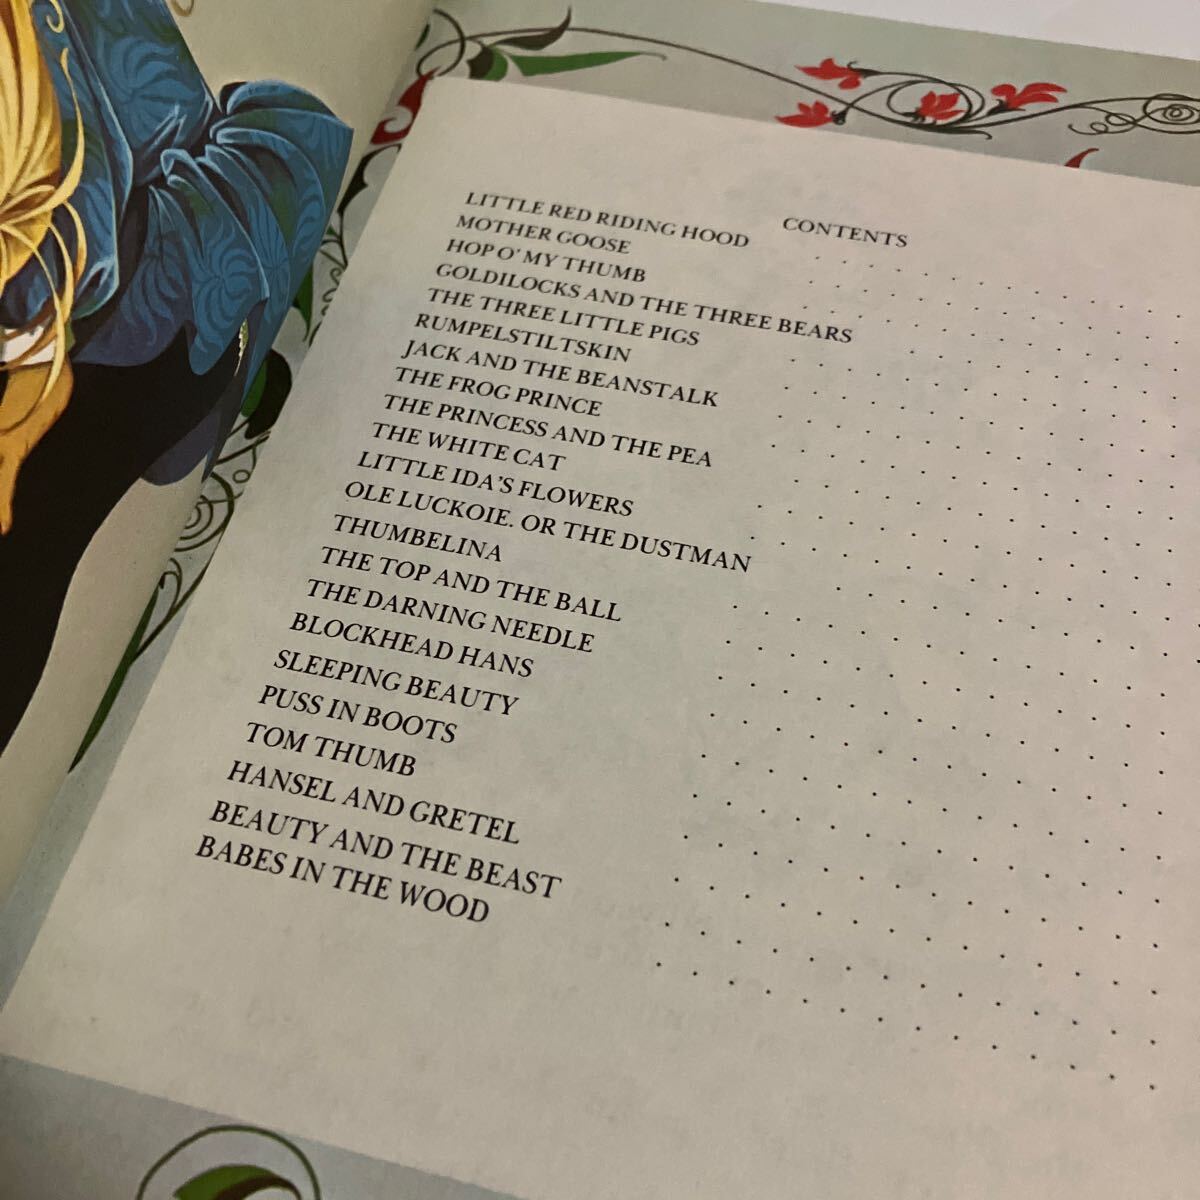 CONTENTS
LITTLE RED RIDING HOOD
MOTHER GOOSE
HOP O' MY THUMB
GOLDILOCKS AND THE THREE BEARS
THE THREE LITTLE PIGS
RUMPELSTILTSKIN
JACK AND THE BEANSTALK
THE FROG PRINCE
THE PRINCESS AND THE PEA
THE WHITE CAT
LITTLE IDA'S FLOWERS
OLE LUCKOIE. OR THE DUSTMAN
THUMBELINA
THE TOP AND THE BALL
THE DARNING NEEDLE
BLOCKHEAD HANS
SLEEPING BEAUTY
PUSS IN BOOTS
TOM THUMB
HANSEL AND GRETEL
BEAUTY AND THE BEAST
BABES IN THE WOOD